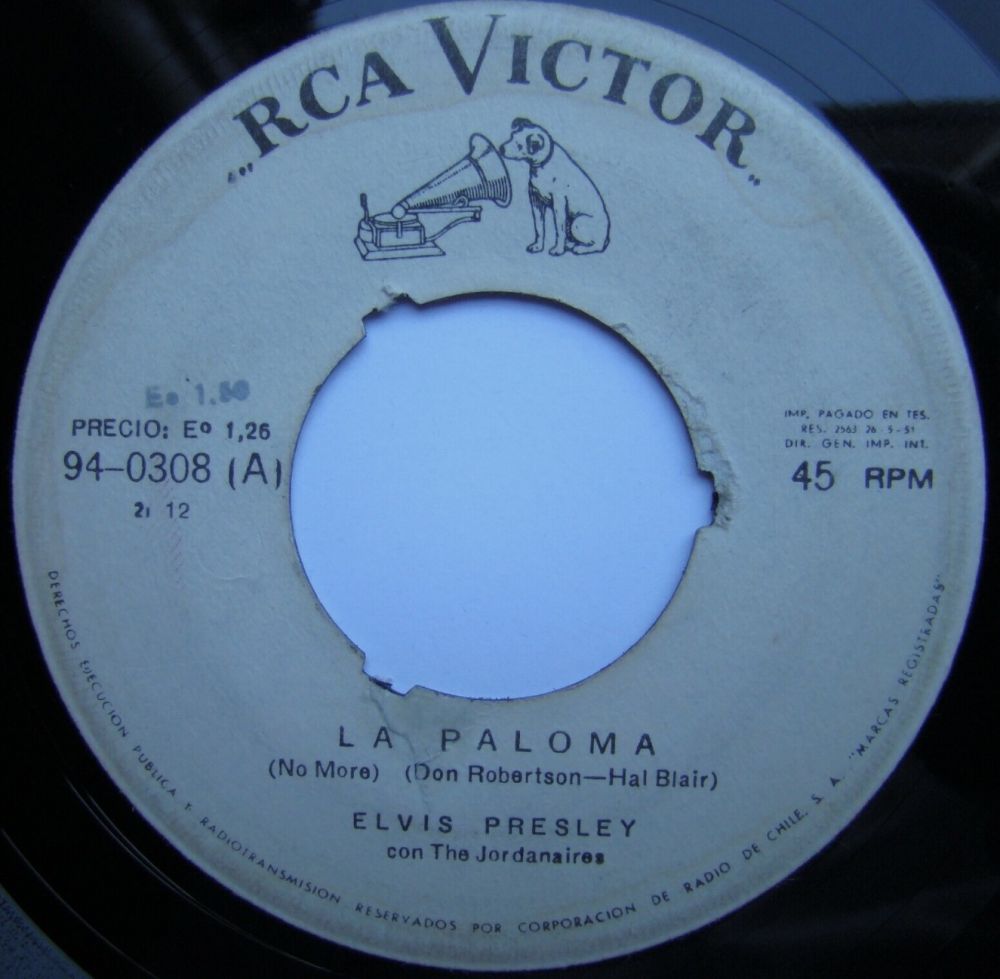 "RCA VICTOR"
Eº 1.50
PRECIO: Eº 1,26
94-0308 (A)
2: 12
IMP. PAGADO EN TES.
RES. 2563 26-5-51
DIR. GEN. IMP. INT.
45 RPM
LA PALOMA
(No More) (Don Robertson—Hal Blair)
ELVIS PRESLEY
con The Jordanaires
DERECHOS EJECUCION PUBLICA Y RADIOTRANSMISION RESERVADOS POR CORPORACION DE RADIO DE CHILE, S. A. "MARCAS REGISTRADAS"